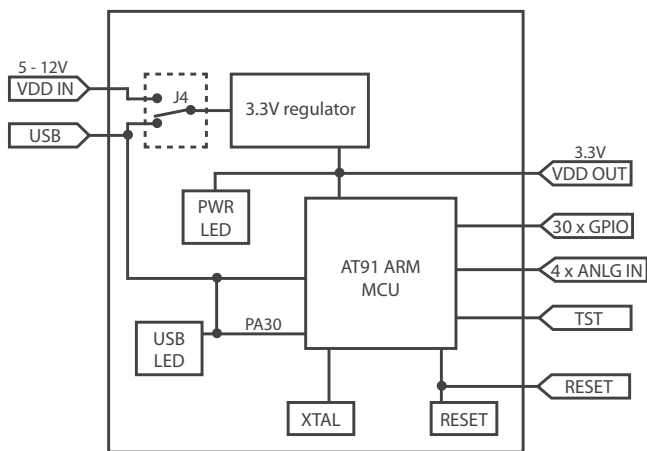 5 - 12V
VDD IN
USB
J4
3.3V regulator
3.3V
VDD OUT
PWR
LED
30 x GPIO
AT91 ARM
MCU
4 x ANLG IN
TST
PA30
USB
LED
RESET
XTAL
RESET